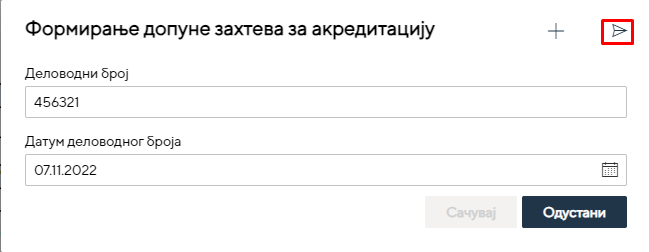 Формирање допуне захтева за акредитацију
Деловодни број
456321
Датум деловодног броја
07.11.2022
Сачувај
Одустани